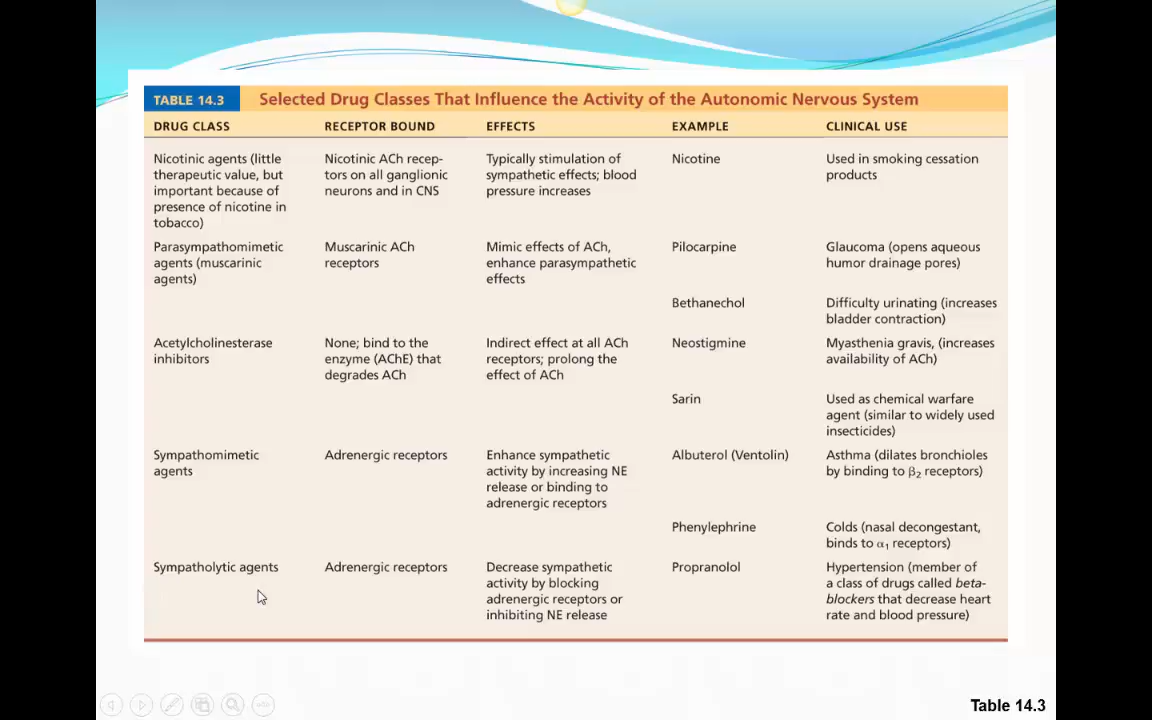 TABLE 14.3 Selected Drug Classes That Influence the Activity of the Autonomic Nervous System
DRUG CLASS RECEPTOR BOUND EFFECTS EXAMPLE CLINICAL USE
Nicotinic agents (little Nicotinic ACh recep- Typically stimulation of Nicotine Used in smoking cessation
therapeutic value, but tors on all ganglionic sympathetic effects; blood products
important because of neurons and in CNS pressure increases
presence of nicotine in
tobacco)
Parasympathomimetic Muscarinic ACh Mimic effects of ACh, Pilocarpine Glaucoma (opens aqueous
agents (muscarinic receptors enhance parasympathetic humor drainage pores)
agents) effects
Bethanechol Difficulty urinating (increases
bladder contraction)
Acetylcholinesterase None; bind to the Indirect effect at all ACh Neostigmine Myasthenia gravis, (increases
inhibitors enzyme (AChE) that receptors; prolong the availability of ACh)
degrades ACh effect of ACh
Sarin Used as chemical warfare
agent (similar to widely used
insecticides)
Sympathomimetic Adrenergic receptors Enhance sympathetic Albuterol (Ventolin) Asthma (dilates bronchioles
agents activity by increasing NE by binding to β₂ receptors)
release or binding to
adrenergic receptors
Phenylephrine Colds (nasal decongestant,
binds to α₁ receptors)
Sympatholytic agents Adrenergic receptors Decrease sympathetic Propranolol Hypertension (member of
activity by blocking a class of drugs called beta-
adrenergic receptors or blockers that decrease heart
inhibiting NE release rate and blood pressure)
Table 14.3